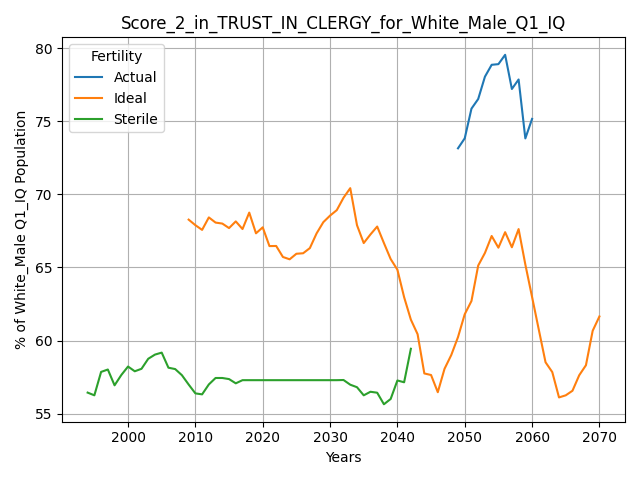 Score_2_in_TRUST_IN_CLERGY_for_White_Male_Q1_IQ
Fertility
Actual
Ideal
Sterile
% of White_Male Q1_IQ Population
80
75
70
65
60
55
2000 2010 2020 2030 2040 2050 2060 2070
Years